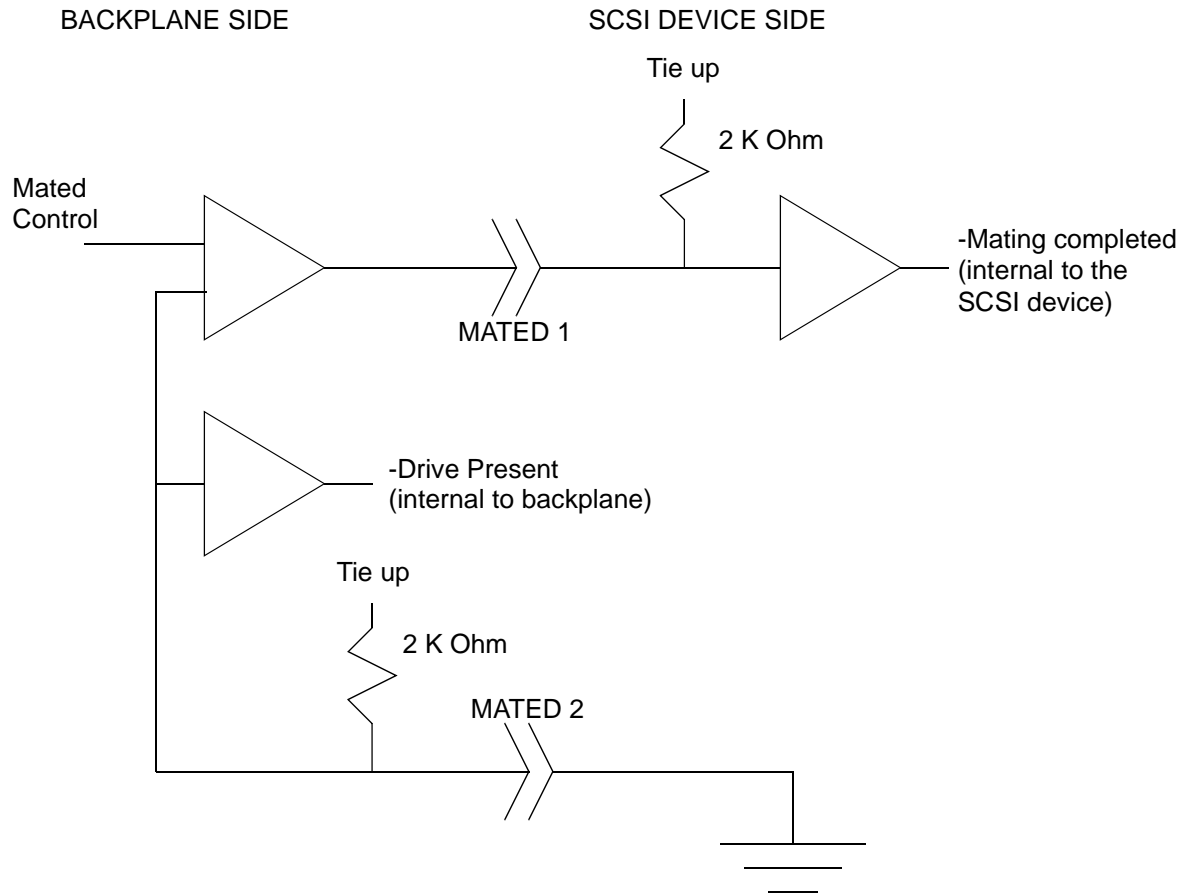 BACKPLANE SIDE
SCSI DEVICE SIDE
Tie up
2 K Ohm
Mated
Control
-Mating completed
(internal to the
SCSI device)
MATED 1
-Drive Present
(internal to backplane)
Tie up
2 K Ohm
MATED 2